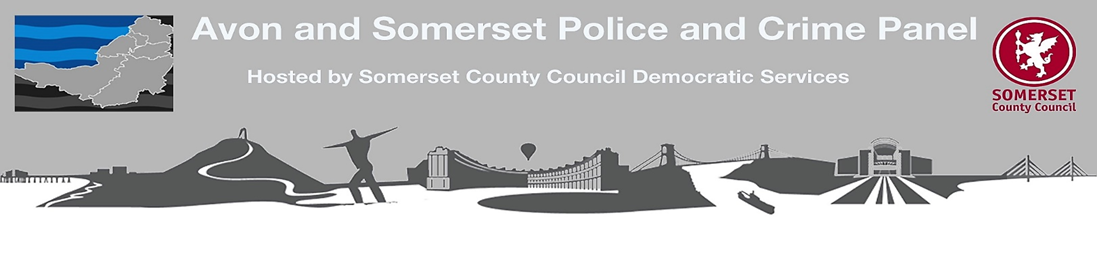 Avon and Somerset Police and Crime Panel
Hosted by Somerset County Council Democratic Services
SOMERSET
County Council